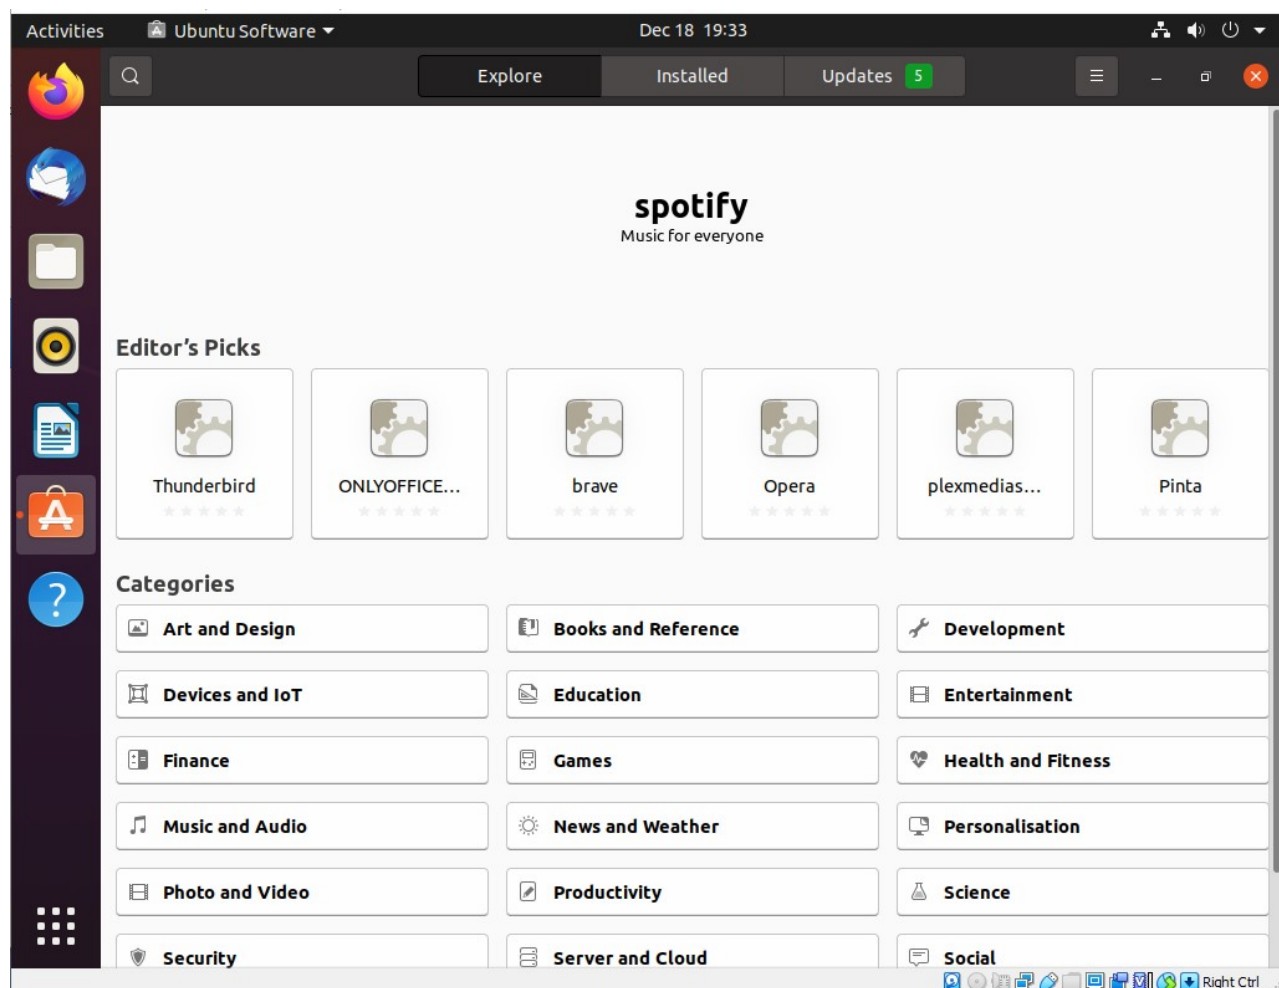 Activities Ubuntu Software Dec 18 19:33
Explore Installed Updates 5
spotify
Music for everyone
Editor's Picks
Thunderbird ONLYOFFICE... brave Opera plexmedias... Pinta
Categories
Art and Design Books and Reference Development
Devices and IoT Education Entertainment
Finance Games Health and Fitness
Music and Audio News and Weather Personalisation
Photo and Video Productivity Science
Security Server and Cloud Social
Right Ctrl